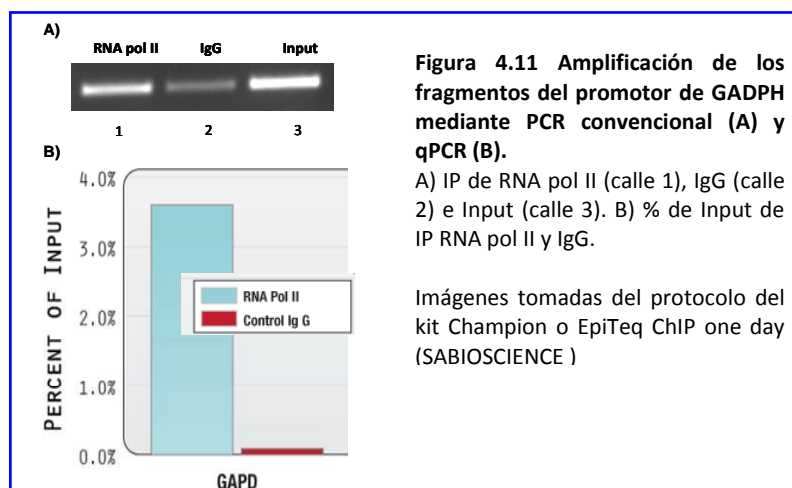 A)
RNA pol II IgG Input
1 2 3
B)
4.0%
3.0%
2.0%
1.0%
0.0%
PERCENT OF INPUT
RNA Pol II
Control Ig G
GAPD
Figura 4.11 Amplificación de los
fragmentos del promotor de GADPH
mediante PCR convencional (A) y
qPCR (B).
A) IP de RNA pol II (calle 1), IgG (calle
2) e Input (calle 3). B) % de Input de
IP RNA pol II y IgG.
Imágenes tomadas del protocolo del
kit Champion o EpiTeq ChIP one day
(SABIOSCIENCE )